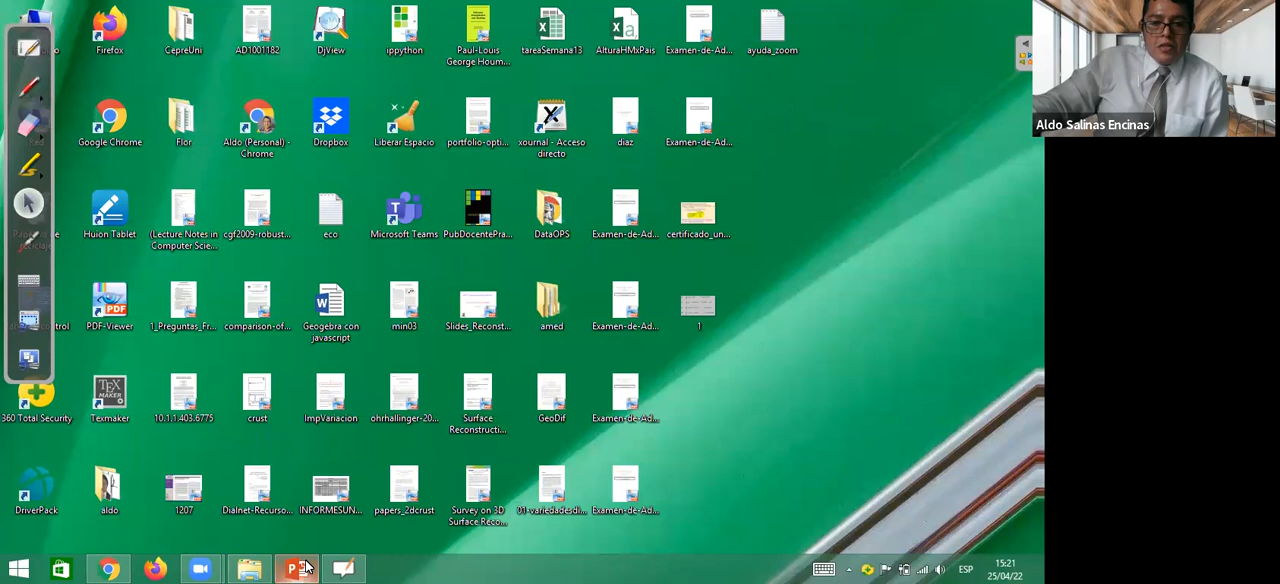 Firefox
CepreUni
AD1001182
DjView
ippython
Paul-Louis
George Houm...
tareaSemana13
AlturaHMxPais
Examen-de-Ad...
ayuda_zoom
Aldo Salinas Encinas
Google Chrome
Flor
Aldo (Personal) -
Chrome
Dropbox
Liberar Espacio
portfolio-opti...
xournal - Acceso
directo
diaz
Examen-de-Ad...
Huion Tablet
(Lecture Notes in
Computer Scie...
cgf2009-robust...
eco
Microsoft Teams
PubDocentePra...
DataOPS
Examen-de-Ad...
certificado_un...
PDF
PDF-Viewer
1_Preguntas_Fr...
comparison-of...
Geogebra con
javascript
min03
Slides_Reconst...
amed
Examen-de-Ad...
1
360 Total Security
TEX
MAKER
Texmaker
10.1.1.403.6775
crust
ImpVariacion
ohrhallinger-20...
Surface
Reconstructi...
GeoDif
Examen-de-Ad...
DriverPack
aldo
1207
Dialnet-Recurso...
INFORMESUN...
papers_2dcrust
Survey on 3D
Surface Reco...
01-variedadesdi...
Examen-de-Ad...
ESP
15:21
25/04/22